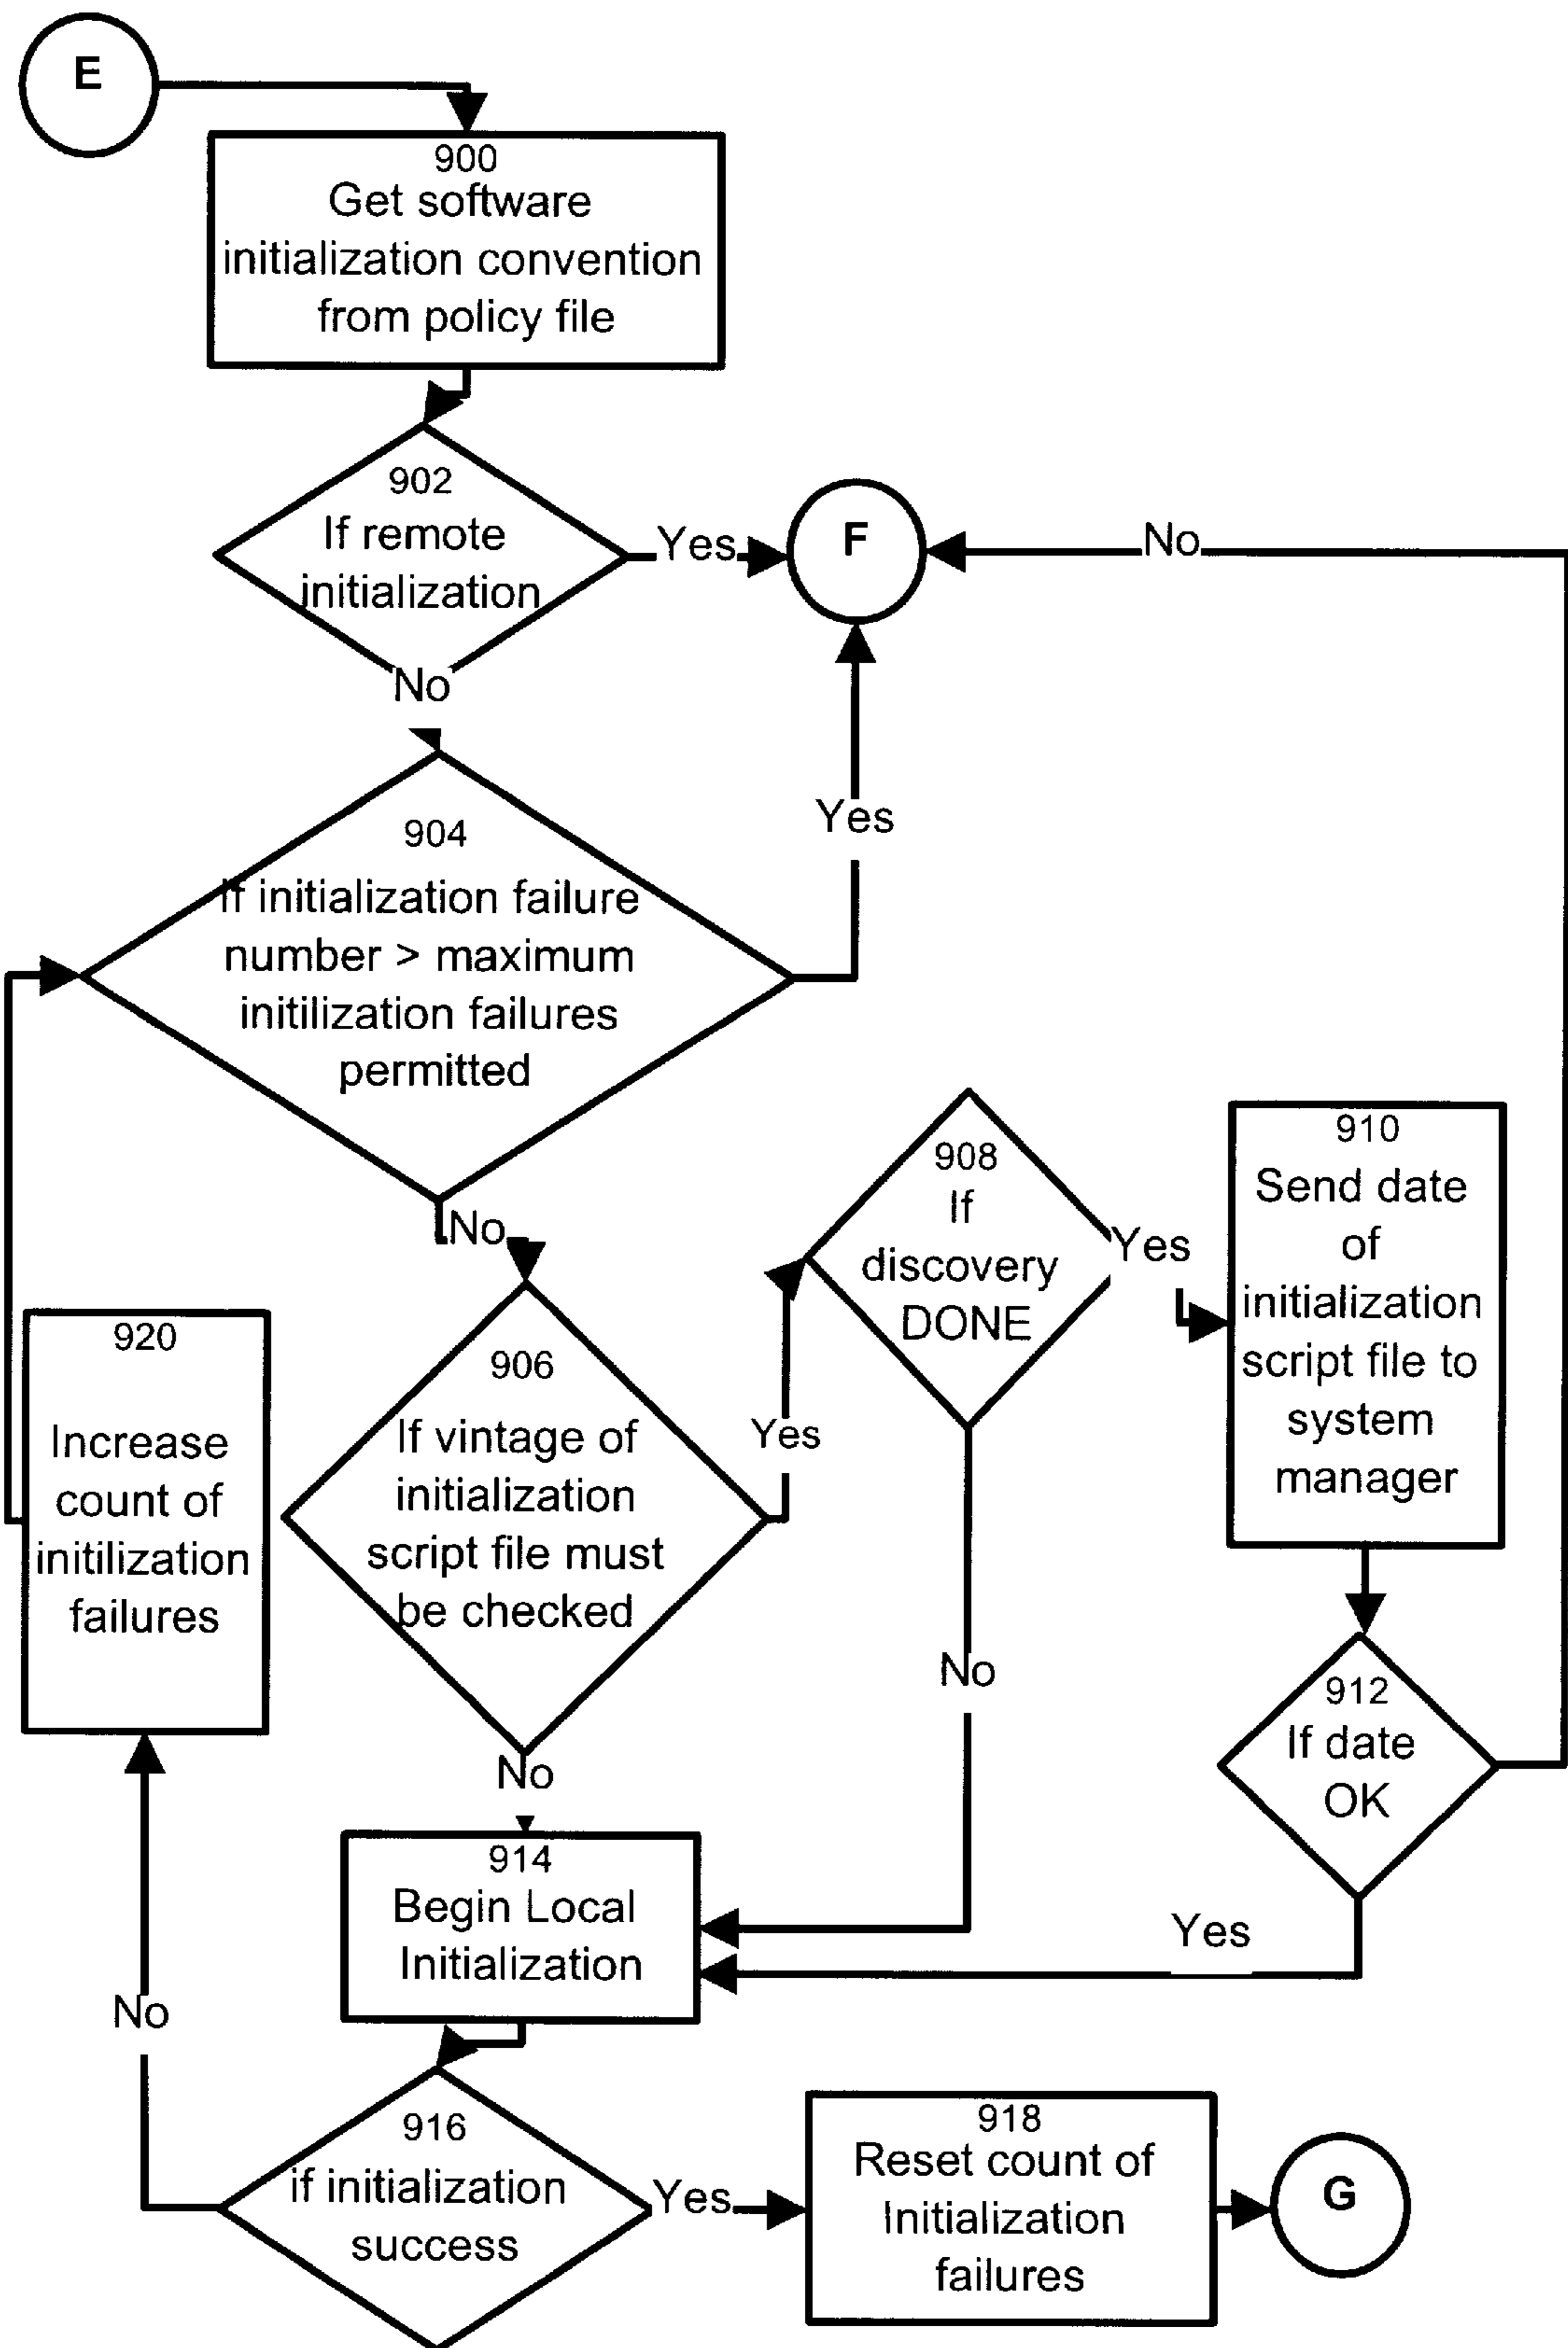 E
900
Get software
initialization convention
from policy file
902
If remote
initialization
Yes
F
No
No
904
If initialization failure
number > maximum
initilization failures
permitted
Yes
No
906
If vintage of
initialization
script file must
be checked
Yes
908
If
discovery
DONE
Yes
910
Send date
of
initialization
script file to
system
manager
920
Increase
count of
initilization
failures
No
No
912
If date
OK
Yes
914
Begin Local
Initialization
No
916
if initialization
success
Yes
918
Reset count of
Initialization
failures
G